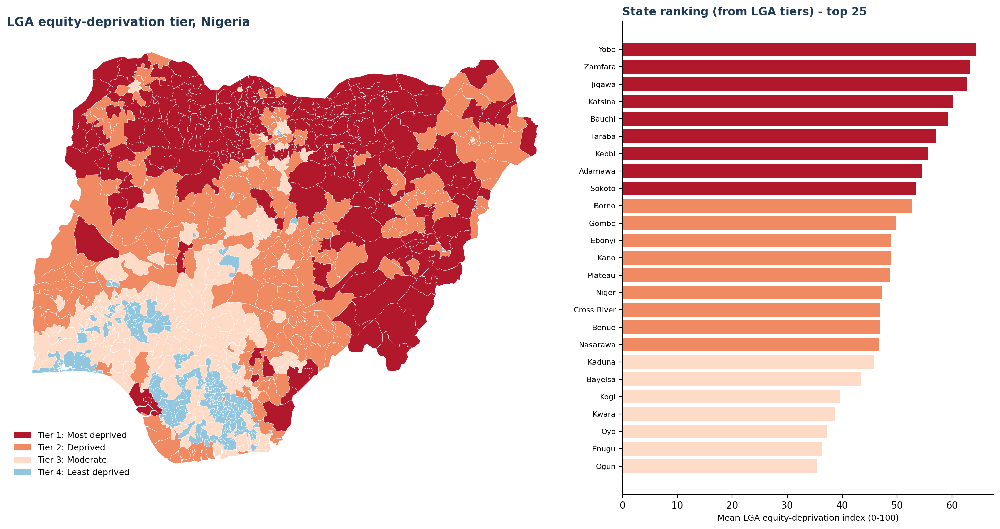 LGA equity-deprivation tier, Nigeria
Tier 1: Most deprived
Tier 2: Deprived
Tier 3: Moderate
Tier 4: Least deprived
State ranking (from LGA tiers) - top 25
Yobe
Zamfara
Jigawa
Katsina
Bauchi
Taraba
Kebbi
Adamawa
Sokoto
Borno
Gombe
Ebonyi
Kano
Plateau
Niger
Cross River
Benue
Nasarawa
Kaduna
Bayelsa
Kogi
Kwara
Oyo
Enugu
Ogun
0 10 20 30 40 50 60
Mean LGA equity-deprivation index (0-100)